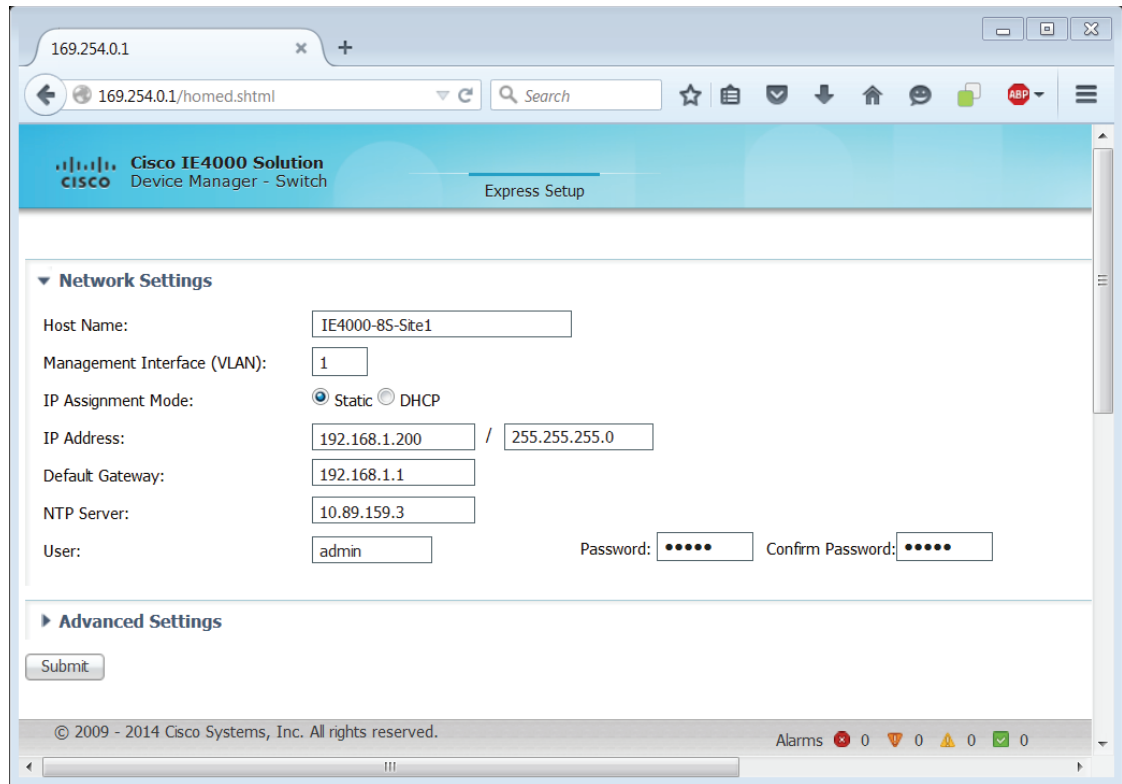 169.254.0.1
169.254.0.1/homed.shtml
Search
ABP
CISCO
Cisco IE4000 Solution
Device Manager - Switch
Express Setup
Network Settings
Host Name: IE4000-8S-Site1
Management Interface (VLAN): 1
IP Assignment Mode: Static DHCP
IP Address: 192.168.1.200 / 255.255.255.0
Default Gateway: 192.168.1.1
NTP Server: 10.89.159.3
User: admin Password: ••••• Confirm Password: •••••
Advanced Settings
Submit
© 2009 - 2014 Cisco Systems, Inc. All rights reserved.
Alarms 0 0 0 0